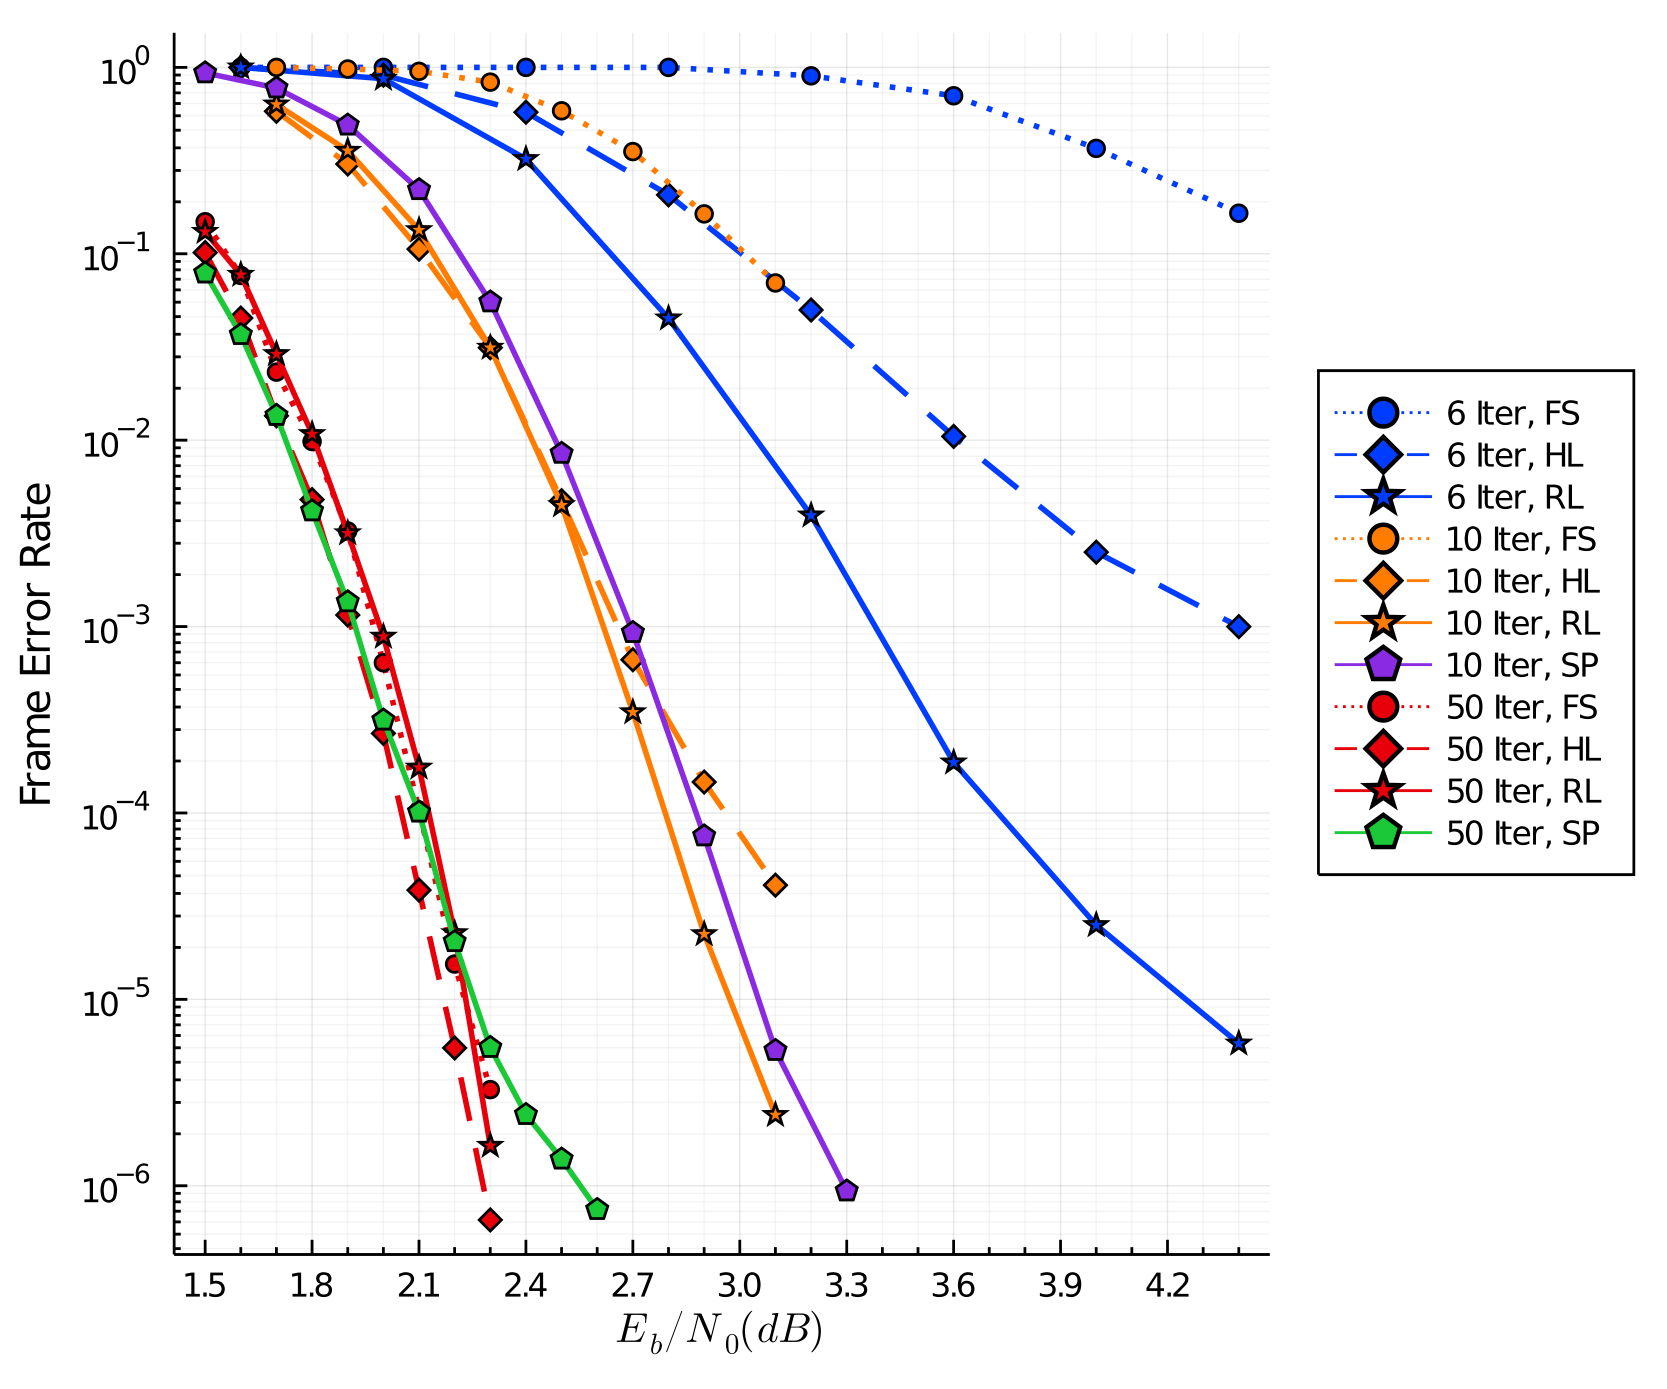 10⁰
10⁻¹
10⁻²
10⁻³
10⁻⁴
10⁻⁵
10⁻⁶
Frame Error Rate
1.5 1.8 2.1 2.4 2.7 3.0 3.3 3.6 3.9 4.2
E_b/N_0(dB)
6 Iter, FS
6 Iter, HL
6 Iter, RL
10 Iter, FS
10 Iter, HL
10 Iter, RL
10 Iter, SP
50 Iter, FS
50 Iter, HL
50 Iter, RL
50 Iter, SP